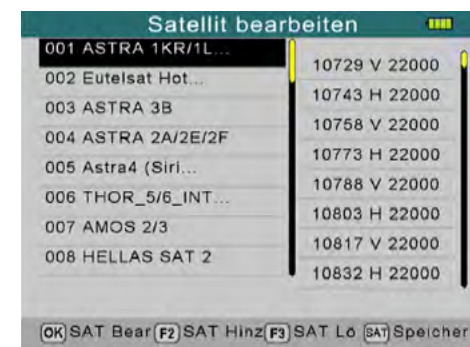 Satellit bearbeiten
001 ASTRA 1KR/1L...
002 Eutelsat Hot...
003 ASTRA 3B
004 ASTRA 2A/2E/2F
005 Astra4 (Siri...
006 THOR_5/6_INT...
007 AMOS 2/3
008 HELLAS SAT 2
10729 V 22000
10743 H 22000
10758 V 22000
10773 H 22000
10788 V 22000
10803 H 22000
10817 V 22000
10832 H 22000
OK SAT Bear F2 SAT Hinz F3 SAT Lö SAT Speicher